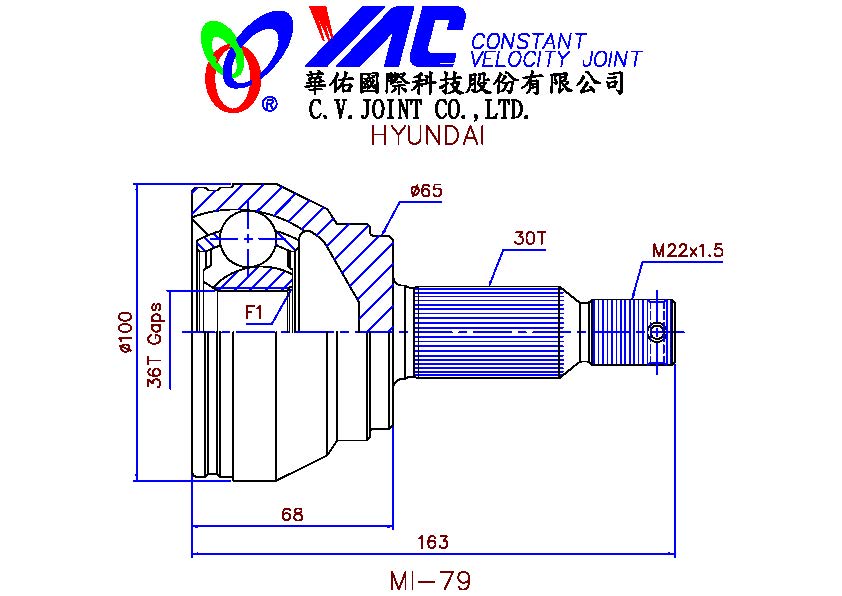 YAC CONSTANT
VELOCITY JOINT
®
華佑國際科技股份有限公司
C.V.JOINT CO.,LTD.
HYUNDAI
ø65
30T
M22x1.5
F1
ø100
36T Gaps
68
163
MI-79